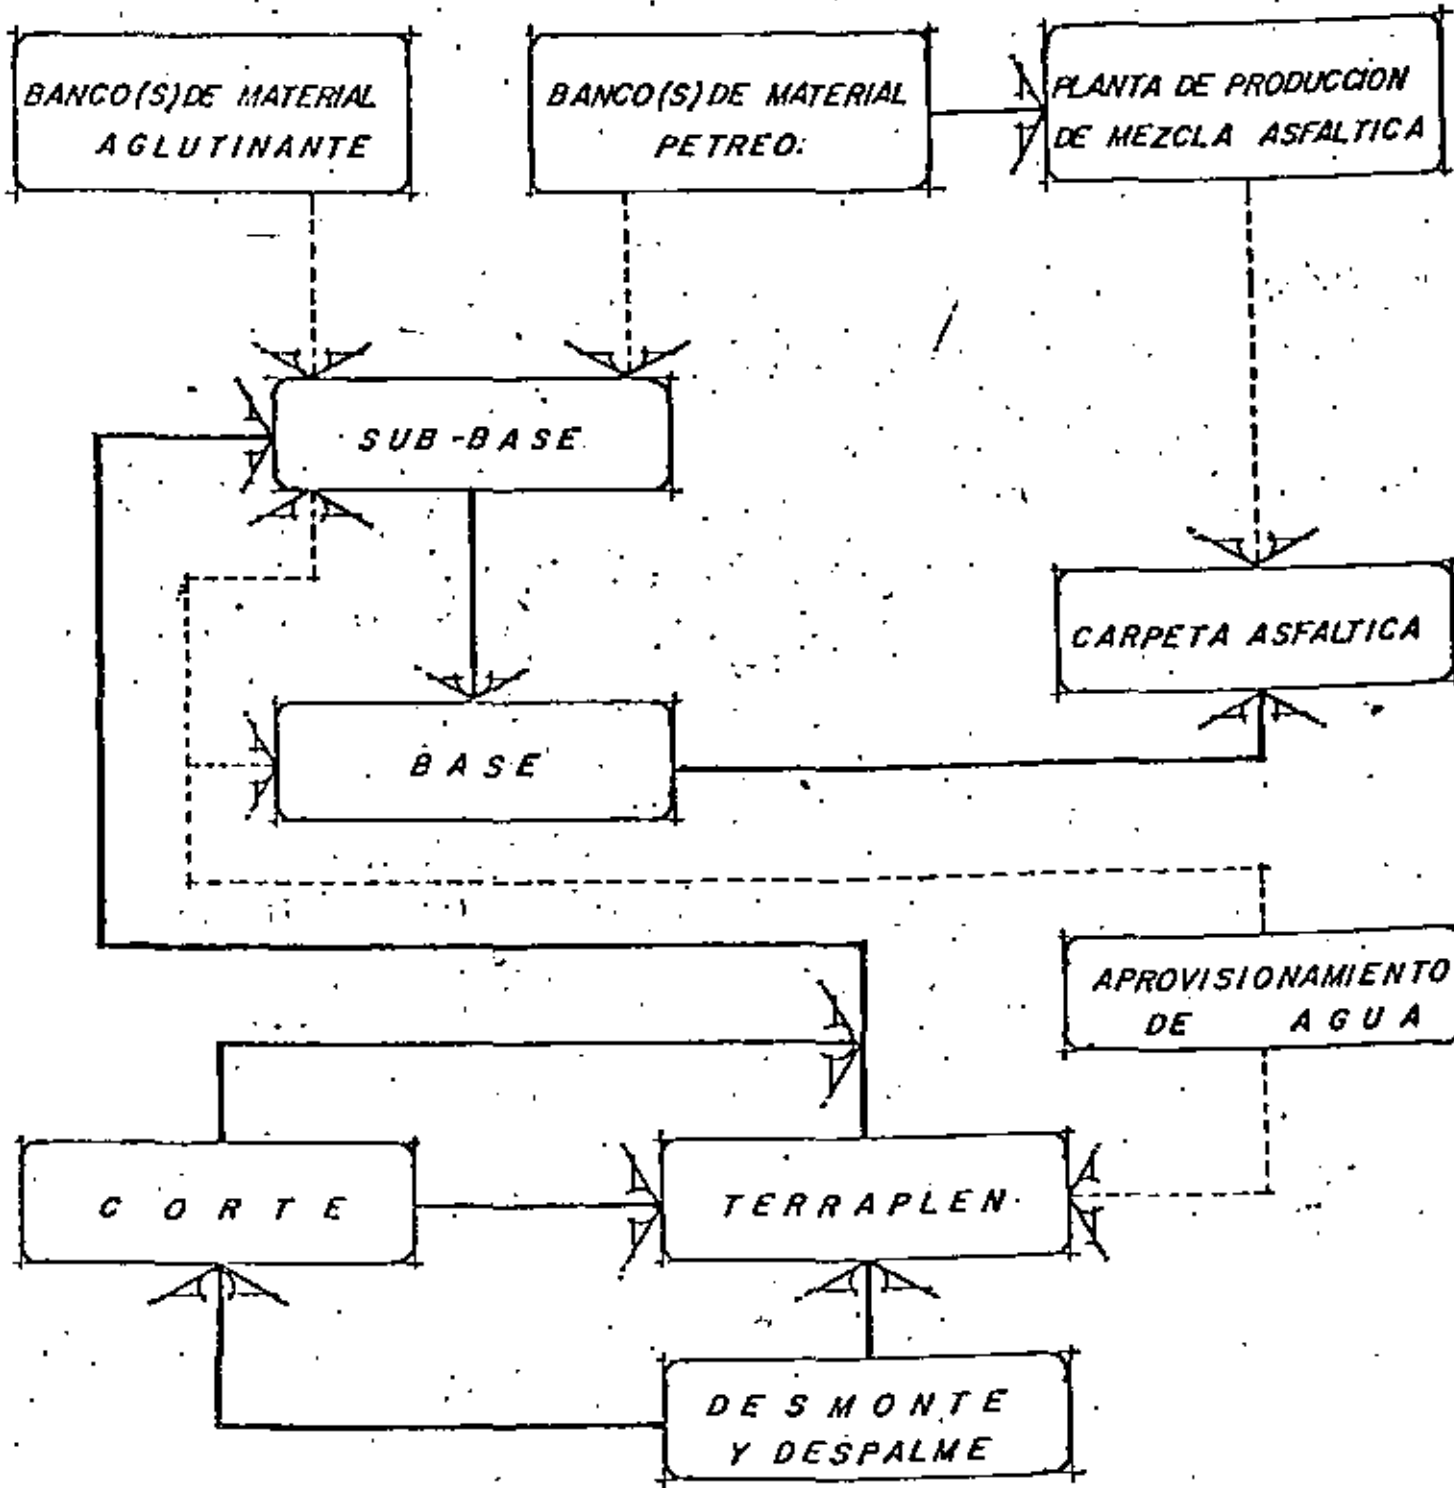 BANCO(S) DE MATERIAL
AGLUTINANTE
BANCO(S) DE MATERIAL
PETREO:
PLANTA DE PRODUCCION
DE MEZCLA ASFALTICA
SUB-BASE
CARPETA ASFALTICA
BASE
APROVISIONAMIENTO
DE AGUA
CORTE
TERRAPLEN
DESMONTE
Y DESPALME